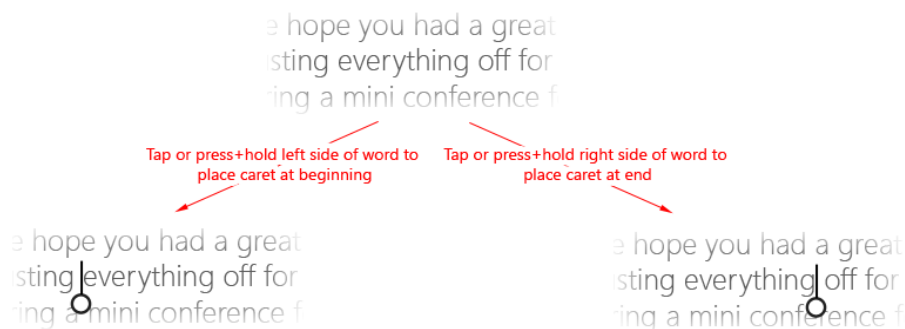 e hope you had a great
sting everything off for
ring a mini conference f
Tap or press+hold left side of word to
place caret at beginning
Tap or press+hold right side of word to
place caret at end
e hope you had a great
sting everything off for
ring a mini conference f
e hope you had a great
sting everything off for
ring a mini conference f